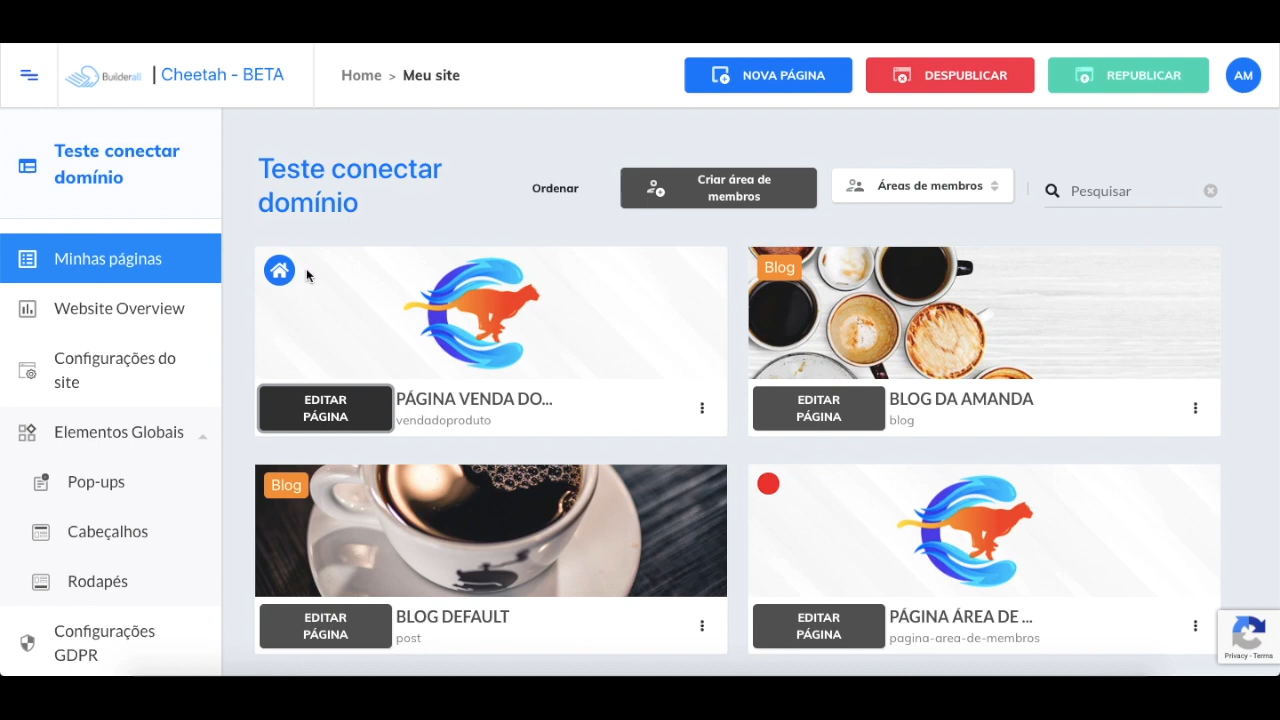 Builderall | Cheetah - BETA
Home > Meu site
NOVA PÁGINA
DESPUBLICAR
REPUBLICAR
AM
Teste conectar
domínio
Minhas páginas
Website Overview
Configurações do
site
Elementos Globais
Pop-ups
Cabeçalhos
Rodapés
Configurações
GDPR
Teste conectar
domínio
Ordenar
Criar área de
membros
Áreas de membros
Pesquisar
EDITAR
PÁGINA
PÁGINA VENDA DO...
vendadoproduto
Blog
EDITAR
PÁGINA
BLOG DA AMANDA
blog
Blog
EDITAR
PÁGINA
BLOG DEFAULT
post
EDITAR
PÁGINA
PÁGINA ÁREA DE ...
pagina-area-de-membros
Privacy - Terms